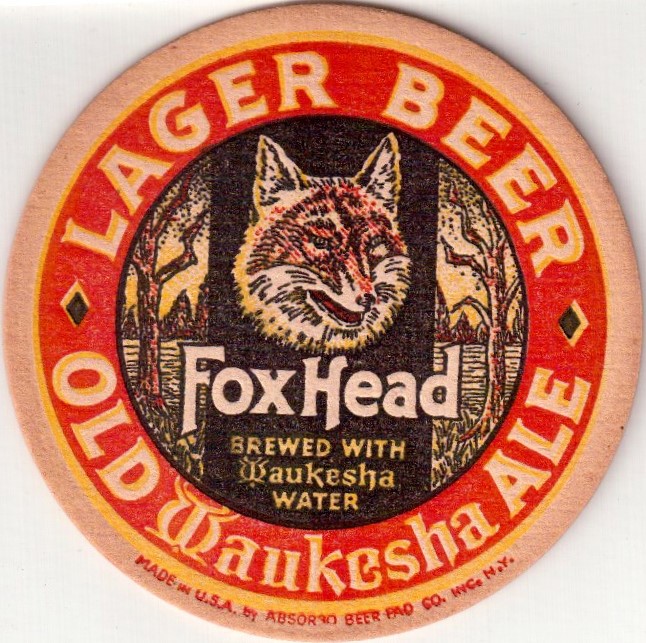 LAGER BEER
FoxHead
BREWED WITH
Waukesha
WATER
OLD Waukesha ALE
MADE IN U.S.A. BY ABSORBO BEER PAD CO. INC. N.Y.